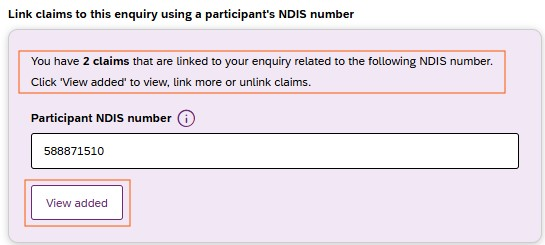 Link claims to this enquiry using a participant's NDIS number
You have 2 claims that are linked to your enquiry related to the following NDIS number.
Click 'View added' to view, link more or unlink claims.
Participant NDIS number i
588871510
View added